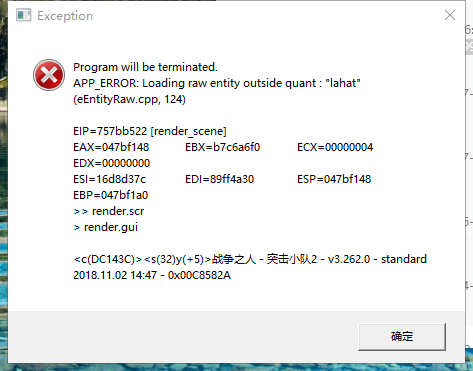 Exception
Program will be terminated.
APP_ERROR: Loading raw entity outside quant : "lahat"
(eEntityRaw.cpp, 124)
EIP=757bb522 [render_scene]
EAX=047bf148 EBX=b7c6a6f0 ECX=00000004
EDX=00000000
ESI=16d8d37c EDI=89ff4a30 ESP=047bf148
EBP=047bf1a0
>> render.scr
> render.gui
<c(DC143C)><s(32)y(+5)>战争之人 - 突击小队2 - v3.262.0 - standard
2018.11.02 14:47 - 0x00C8582A
确定